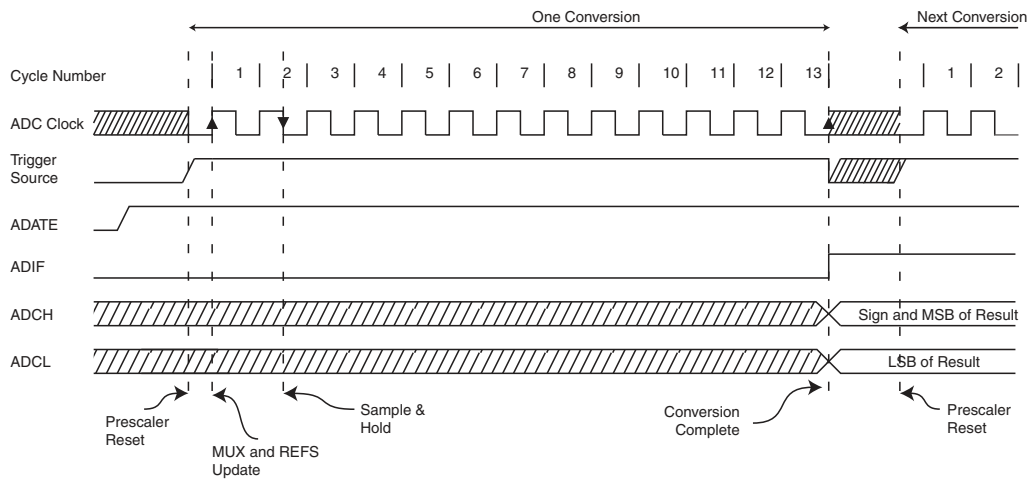 One Conversion
Next Conversion
Cycle Number
1 2 3 4 5 6 7 8 9 10 11 12 13 1 2
ADC Clock
Trigger
Source
ADATE
ADIF
ADCH
Sign and MSB of Result
ADCL
LSB of Result
Prescaler
Reset
MUX and REFS
Update
Sample &
Hold
Conversion
Complete
Prescaler
Reset